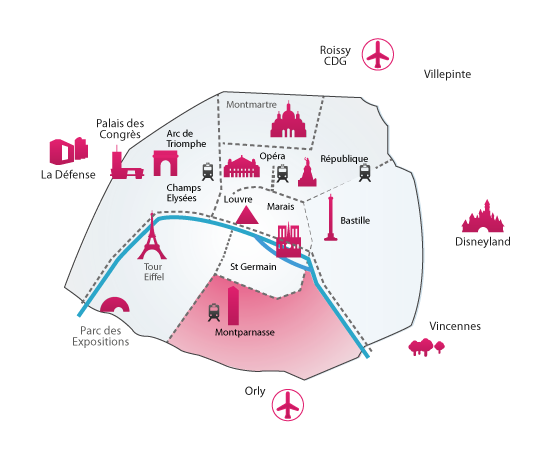 Roissy
CDG
Villepinte
Montmartre
Palais des
Congrès
Arc de
Triomphe
La Défense
Opéra
République
Champs
Elysées
Louvre
Marais
Bastille
Disneyland
Tour
Eiffel
St Germain
Parc des
Expositions
Montparnasse
Vincennes
Orly